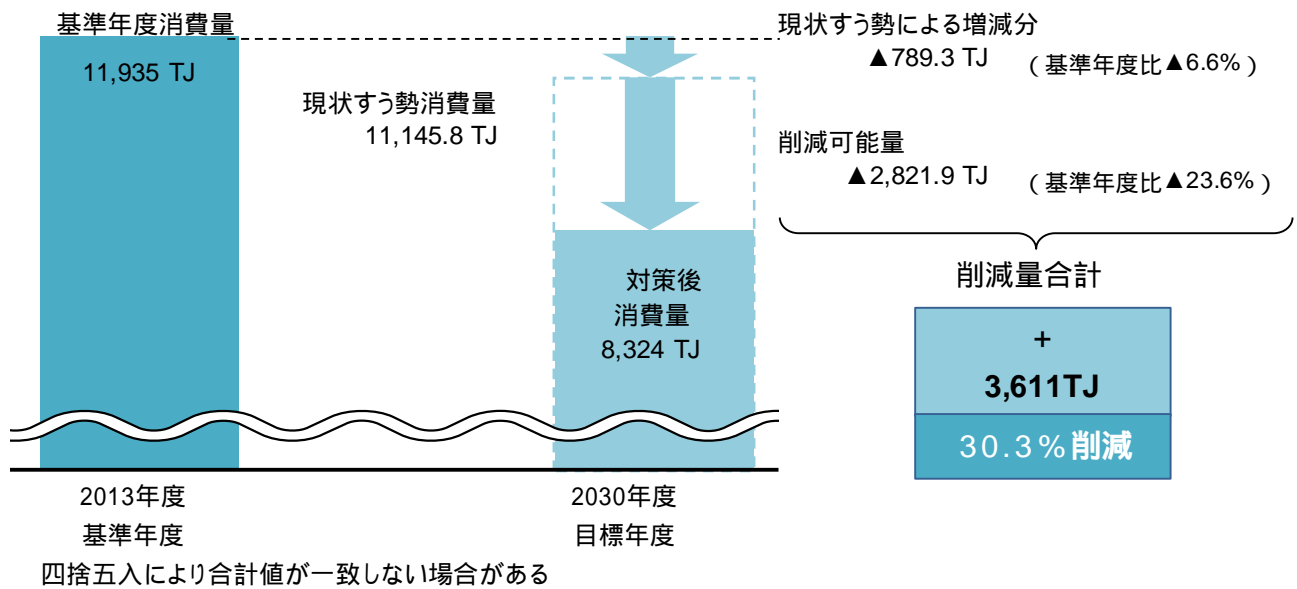 基準年度消費量
11,935 TJ
現状すう勢消費量
11,145.8 TJ
対策後
消費量
8,324 TJ
現状すう勢による増減分
▲789.3 TJ （基準年度比▲6.6%）
削減可能量
▲2,821.9 TJ （基準年度比▲23.6%）
削減量合計
+
3,611TJ
30.3%削減
2013年度
基準年度
2030年度
目標年度
四捨五入により合計値が一致しない場合がある